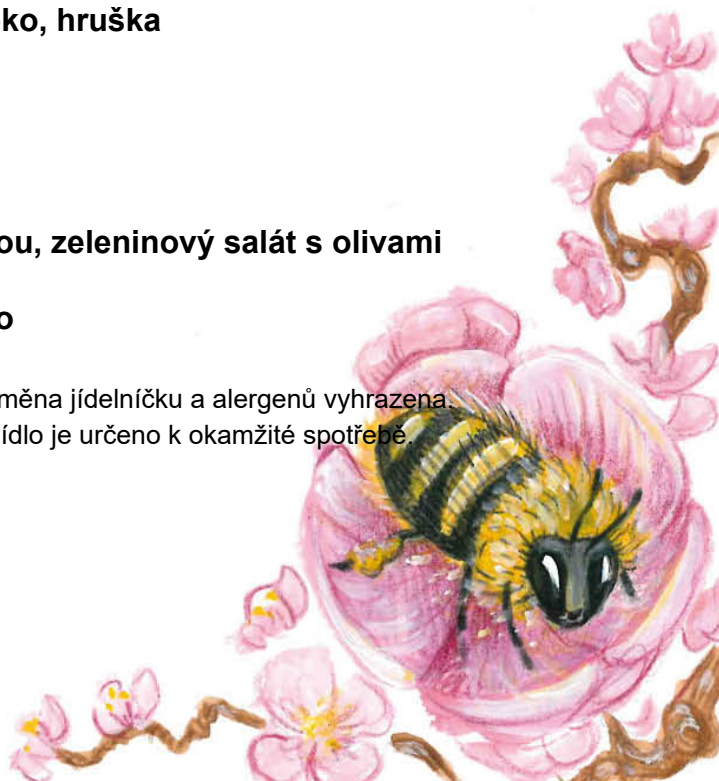 ko, hruška
ou, zeleninový salát s olivami
o
měna jídelníčku a alergenů vyhrazena.
ídlo je určeno k okamžité spotřebě.